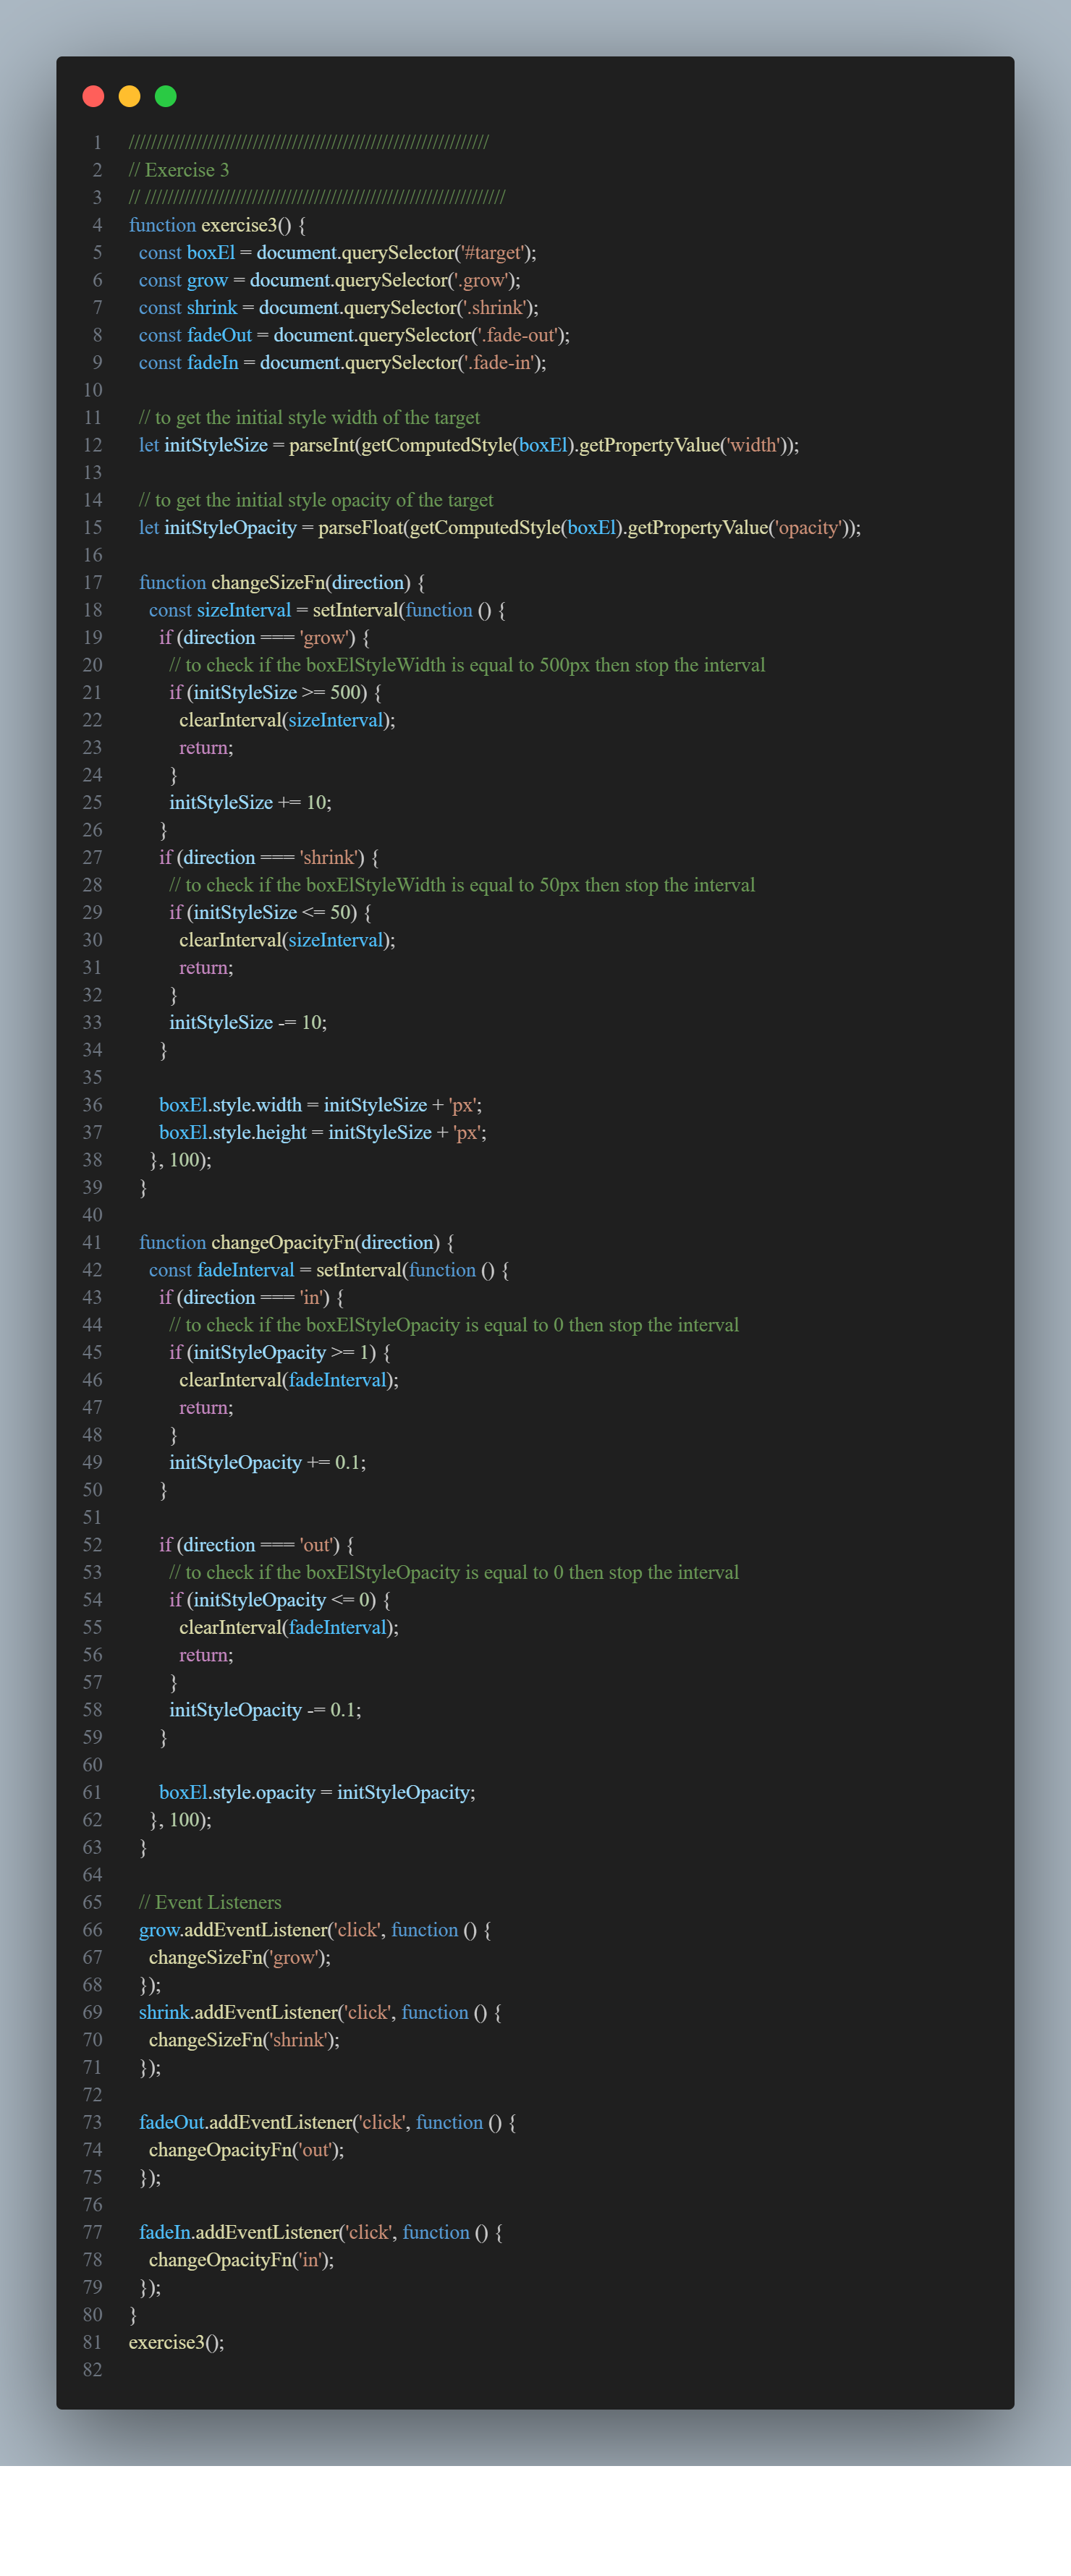 1 ////////////////////////////////////////////////////////////////
2 // Exercise 3
3 // ////////////////////////////////////////////////////////////////
4 function exercise3() {
5   const boxEl = document.querySelector('#target');
6   const grow = document.querySelector('.grow');
7   const shrink = document.querySelector('.shrink');
8   const fadeOut = document.querySelector('.fade-out');
9   const fadeIn = document.querySelector('.fade-in');
10
11   // to get the initial style width of the target
12   let initStyleSize = parseInt(getComputedStyle(boxEl).getPropertyValue('width'));
13
14   // to get the initial style opacity of the target
15   let initStyleOpacity = parseFloat(getComputedStyle(boxEl).getPropertyValue('opacity'));
16
17   function changeSizeFn(direction) {
18     const sizeInterval = setInterval(function () {
19       if (direction === 'grow') {
20         // to check if the boxElStyleWidth is equal to 500px then stop the interval
21         if (initStyleSize >= 500) {
22           clearInterval(sizeInterval);
23           return;
24         }
25         initStyleSize += 10;
26       }
27       if (direction === 'shrink') {
28         // to check if the boxElStyleWidth is equal to 50px then stop the interval
29         if (initStyleSize <= 50) {
30           clearInterval(sizeInterval);
31           return;
32         }
33         initStyleSize -= 10;
34       }
35
36       boxEl.style.width = initStyleSize + 'px';
37       boxEl.style.height = initStyleSize + 'px';
38     }, 100);
39   }
40
41   function changeOpacityFn(direction) {
42     const fadeInterval = setInterval(function () {
43       if (direction === 'in') {
44         // to check if the boxElStyleOpacity is equal to 0 then stop the interval
45         if (initStyleOpacity >= 1) {
46           clearInterval(fadeInterval);
47           return;
48         }
49         initStyleOpacity += 0.1;
50       }
51
52       if (direction === 'out') {
53         // to check if the boxElStyleOpacity is equal to 0 then stop the interval
54         if (initStyleOpacity <= 0) {
55           clearInterval(fadeInterval);
56           return;
57         }
58         initStyleOpacity -= 0.1;
59       }
60
61       boxEl.style.opacity = initStyleOpacity;
62     }, 100);
63   }
64
65   // Event Listeners
66   grow.addEventListener('click', function () {
67     changeSizeFn('grow');
68   });
69   shrink.addEventListener('click', function () {
70     changeSizeFn('shrink');
71   });
72
73   fadeOut.addEventListener('click', function () {
74     changeOpacityFn('out');
75   });
76
77   fadeIn.addEventListener('click', function () {
78     changeOpacityFn('in');
79   });
80 }
81 exercise3();
82